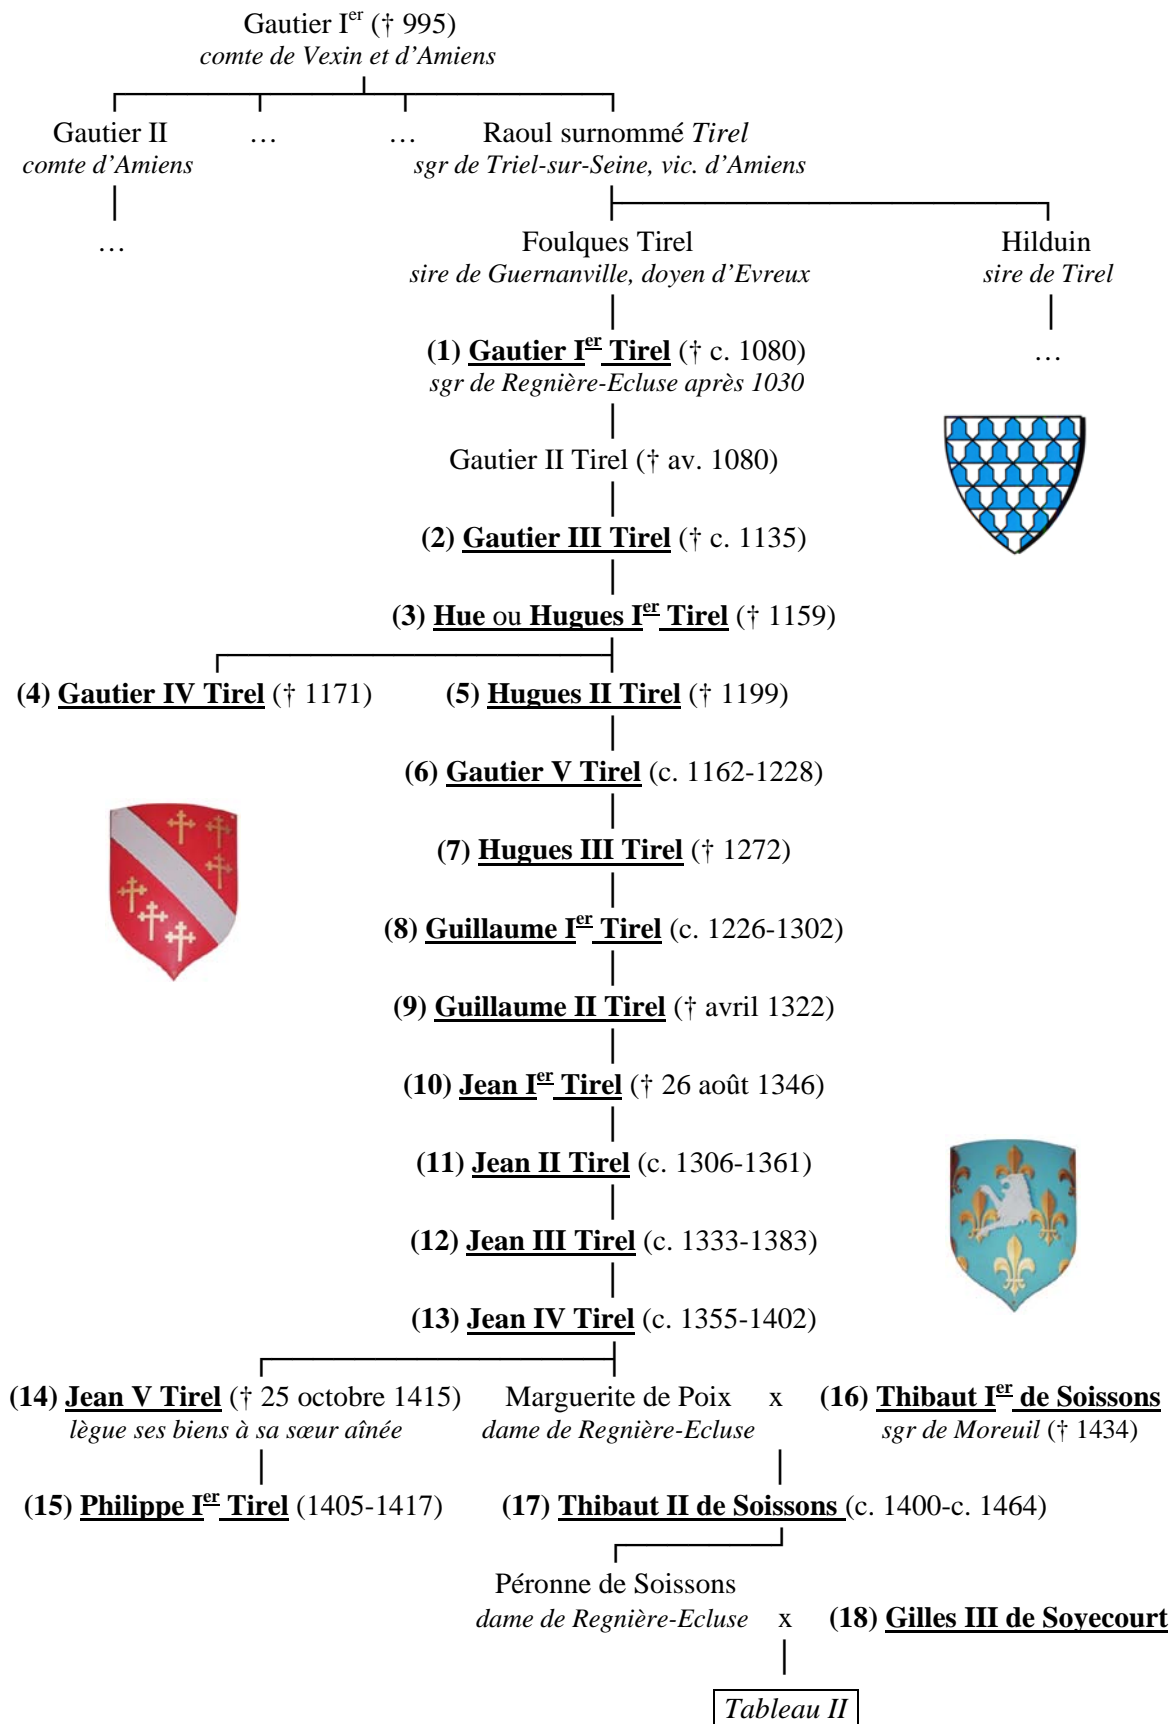 Gautier Ier († 995)
comte de Vexin et d’Amiens
Gautier II … … Raoul surnommé Tirel
comte d’Amiens sgr de Triel-sur-Seine, vic. d’Amiens
… Foulques Tirel Hilduin
sire de Guernanville, doyen d’Evreux sire de Tirel
(1) Gautier Ier Tirel († c. 1080) …
sgr de Regnière-Ecluse après 1030
Gautier II Tirel († av. 1080)
(2) Gautier III Tirel († c. 1135)
(3) Hue ou Hugues Ier Tirel († 1159)
(4) Gautier IV Tirel († 1171) (5) Hugues II Tirel († 1199)
(6) Gautier V Tirel (c. 1162-1228)
(7) Hugues III Tirel († 1272)
(8) Guillaume Ier Tirel (c. 1226-1302)
(9) Guillaume II Tirel († avril 1322)
(10) Jean Ier Tirel († 26 août 1346)
(11) Jean II Tirel (c. 1306-1361)
(12) Jean III Tirel (c. 1333-1383)
(13) Jean IV Tirel (c. 1355-1402)
(14) Jean V Tirel († 25 octobre 1415) Marguerite de Poix x (16) Thibaut Ier de Soissons
lègue ses biens à sa sœur aînée dame de Regnière-Ecluse sgr de Moreuil († 1434)
(15) Philippe Ier Tirel (1405-1417) (17) Thibaut II de Soissons (c. 1400-c. 1464)
Péronne de Soissons
dame de Regnière-Ecluse x (18) Gilles III de Soyecourt
Tableau II